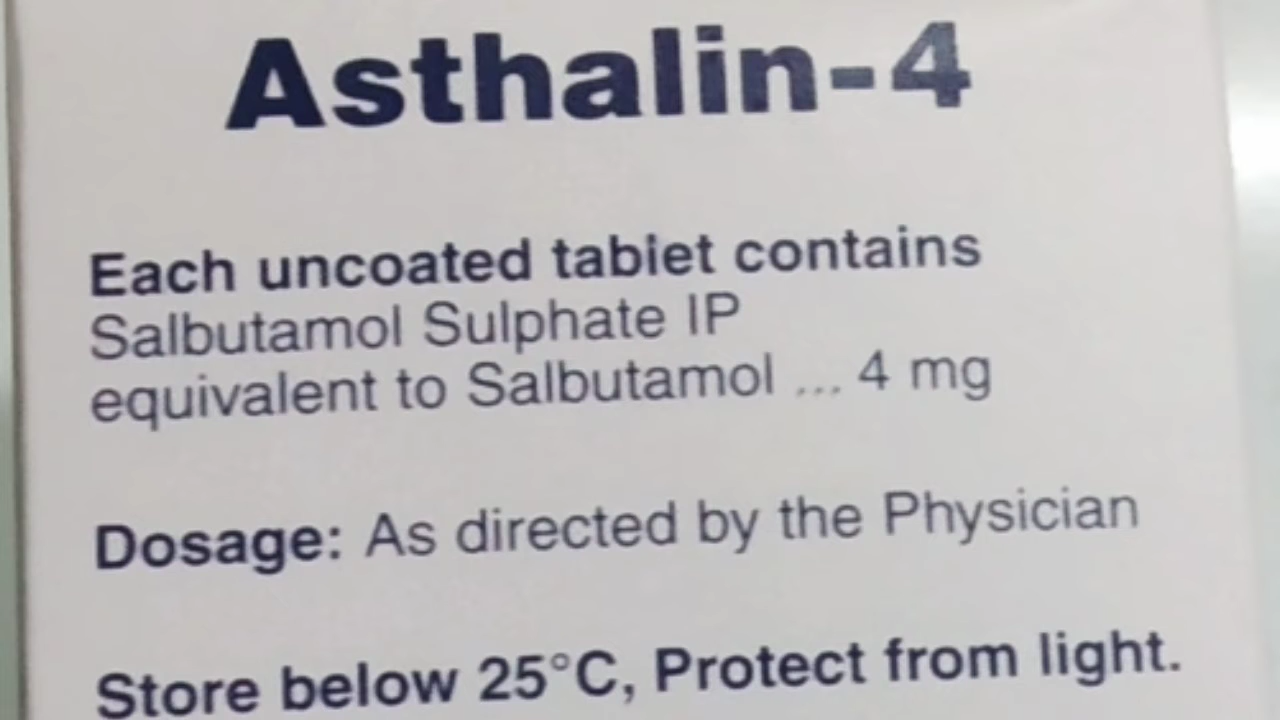 Asthalin-4
Each uncoated tablet contains
Salbutamol Sulphate IP
equivalent to Salbutamol ... 4 mg
Dosage: As directed by the Physician
Store below 25°C, Protect from light.